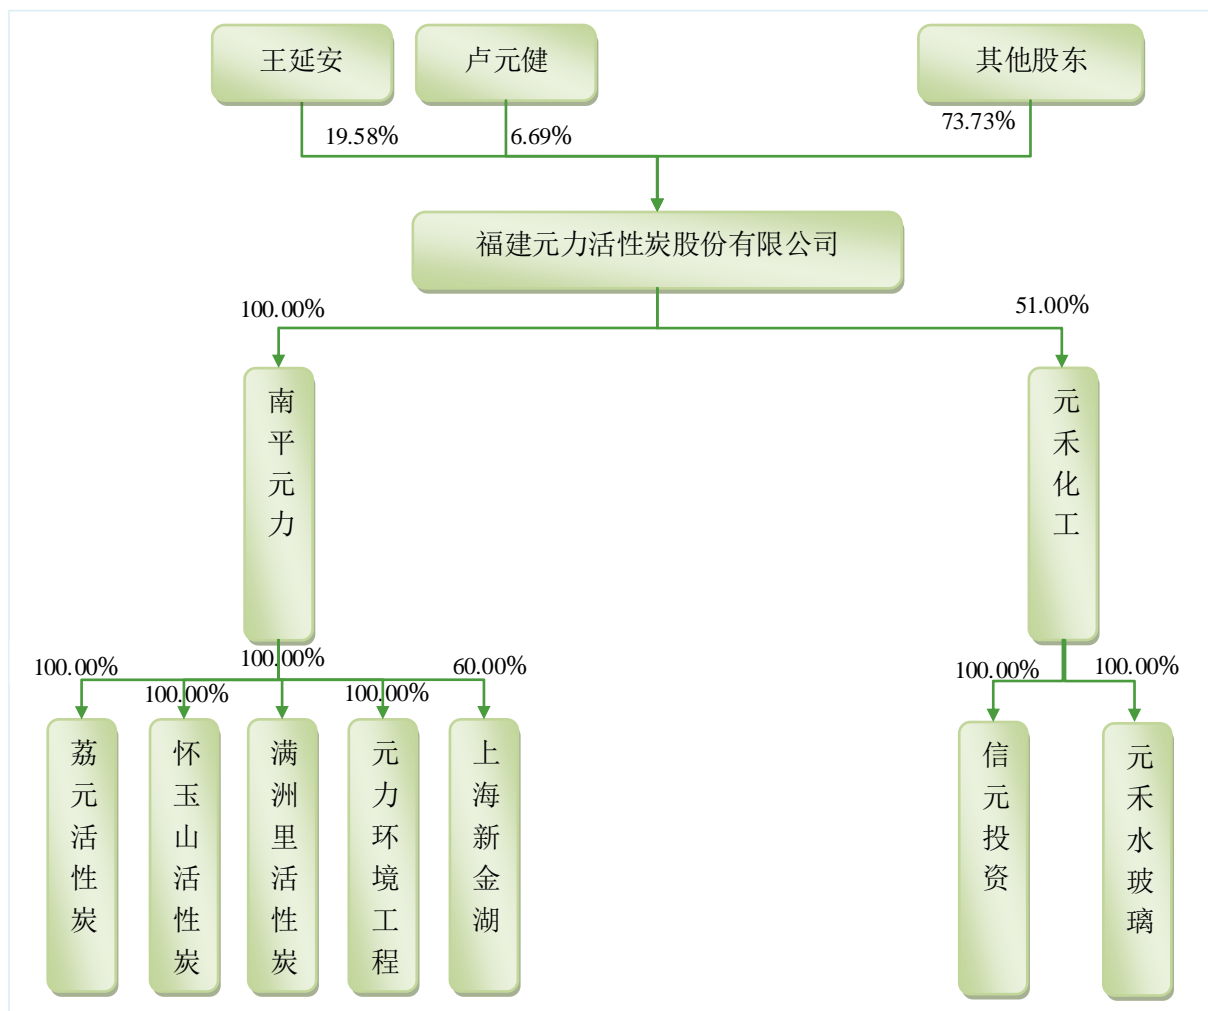 王延安
卢元健
其他股东
19.58%
6.69%
73.73%
福建元力活性炭股份有限公司
100.00%
51.00%
南平元力
元禾化工
100.00%
100.00%
100.00%
100.00%
60.00%
100.00%
100.00%
荔元活性炭
怀玉山活性炭
满洲里活性炭
元力环境工程
上海新金湖
信元投资
元禾水玻璃